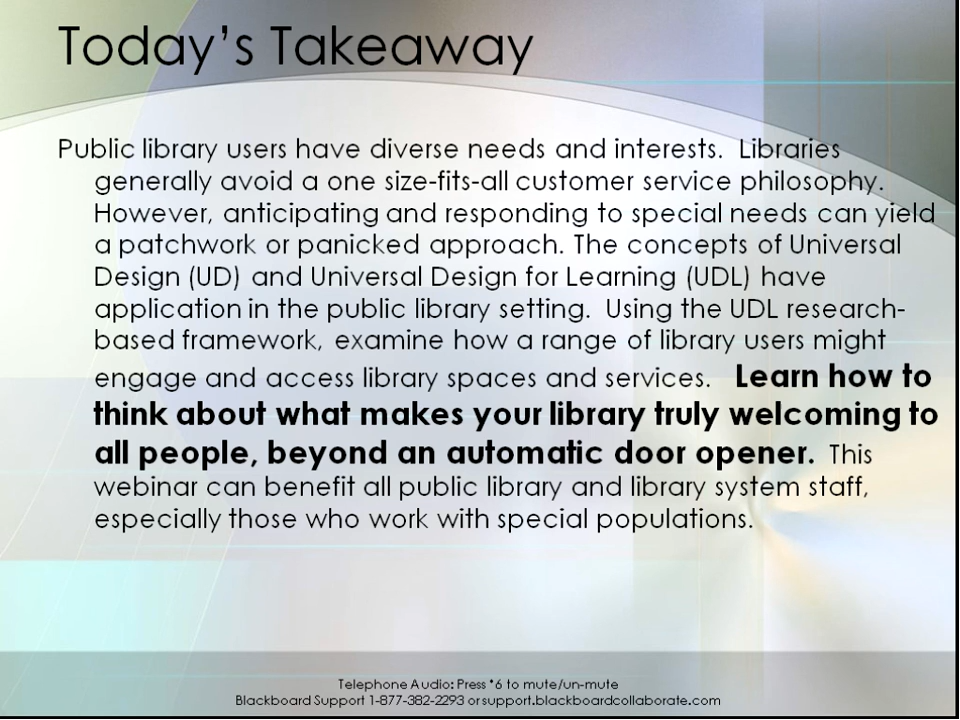 Today's Takeaway
Public library users have diverse needs and interests.  Libraries
generally avoid a one size-fits-all customer service philosophy.
However, anticipating and responding to special needs can yield
a patchwork or panicked approach. The concepts of Universal
Design (UD) and Universal Design for Learning (UDL) have
application in the public library setting.  Using the UDL research-
based framework, examine how a range of library users might
engage and access library spaces and services.   Learn how to
think about what makes your library truly welcoming to
all people, beyond an automatic door opener.  This
webinar can benefit all public library and library system staff,
especially those who work with special populations.
Telephone Audio: Press *6 to mute/un-mute
Blackboard Support 1-877-382-2293 or support.blackboardcollaborate.com